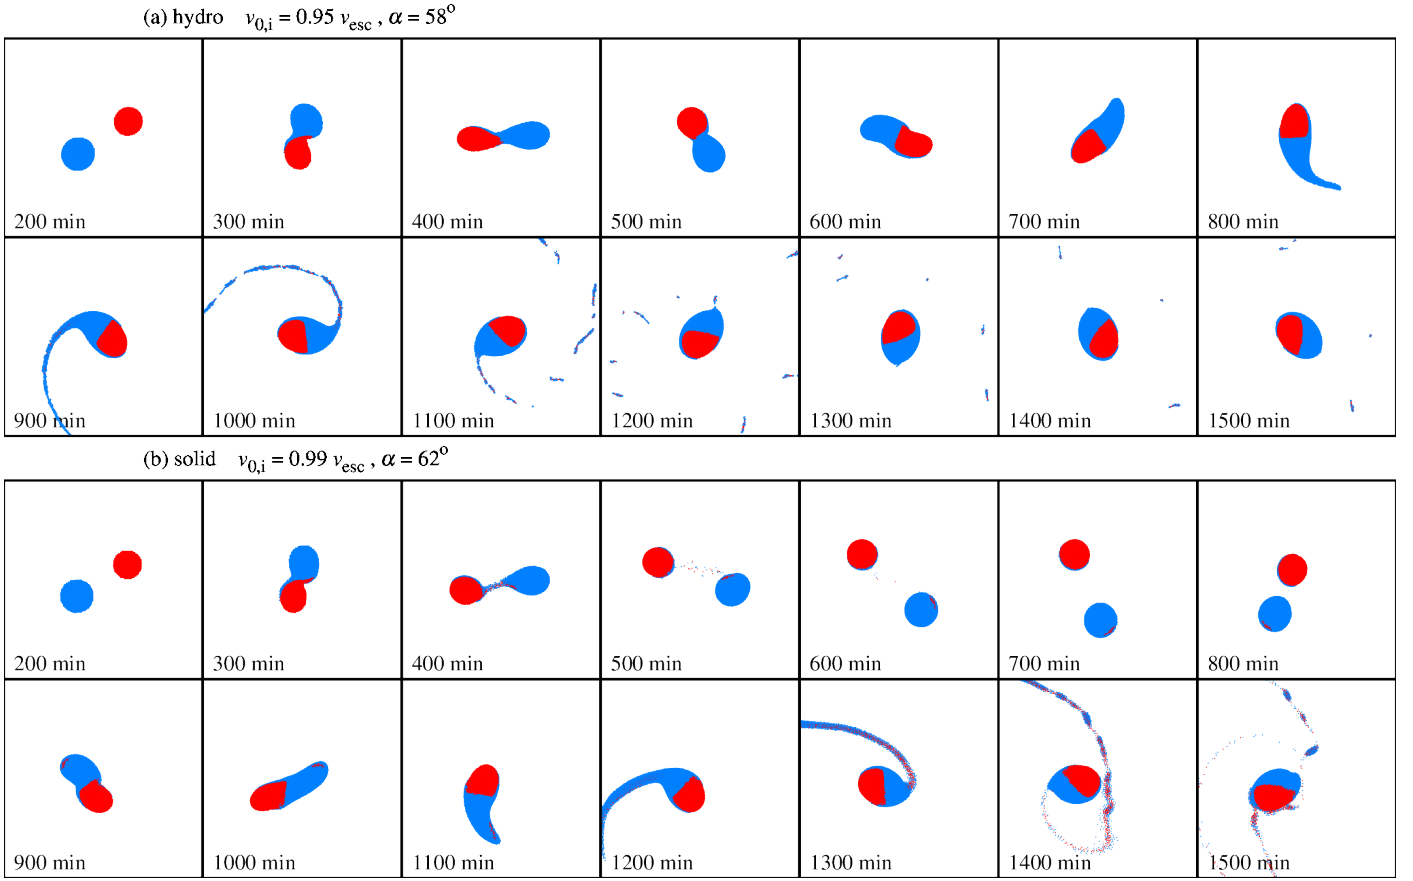 (a) hydro v0,i = 0.95 vesc , α = 58o
200 min 300 min 400 min 500 min 600 min 700 min 800 min
900 min 1000 min 1100 min 1200 min 1300 min 1400 min 1500 min
(b) solid v0,i = 0.99 vesc , α = 62o
200 min 300 min 400 min 500 min 600 min 700 min 800 min
900 min 1000 min 1100 min 1200 min 1300 min 1400 min 1500 min